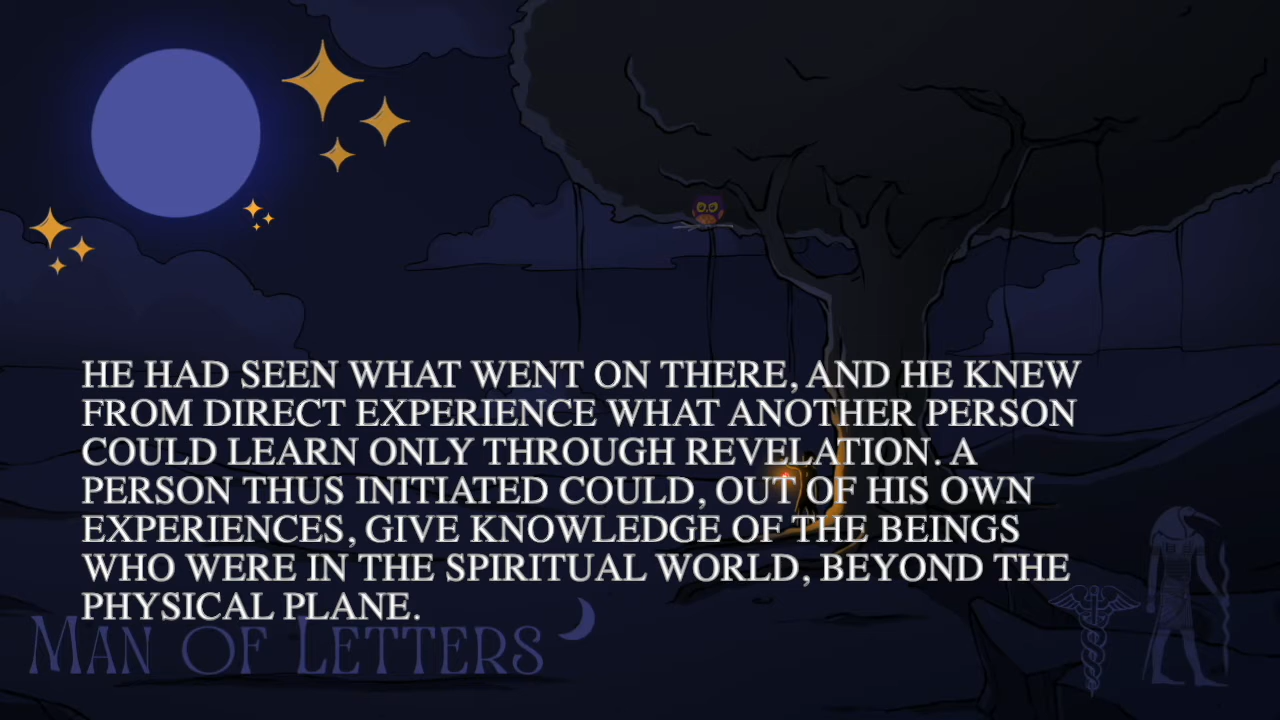 HE HAD SEEN WHAT WENT ON THERE, AND HE KNEW
FROM DIRECT EXPERIENCE WHAT ANOTHER PERSON
COULD LEARN ONLY THROUGH REVELATION. A
PERSON THUS INITIATED COULD, OUT OF HIS OWN
EXPERIENCES, GIVE KNOWLEDGE OF THE BEINGS
WHO WERE IN THE SPIRITUAL WORLD, BEYOND THE
PHYSICAL PLANE.
MAN OF LETTERS